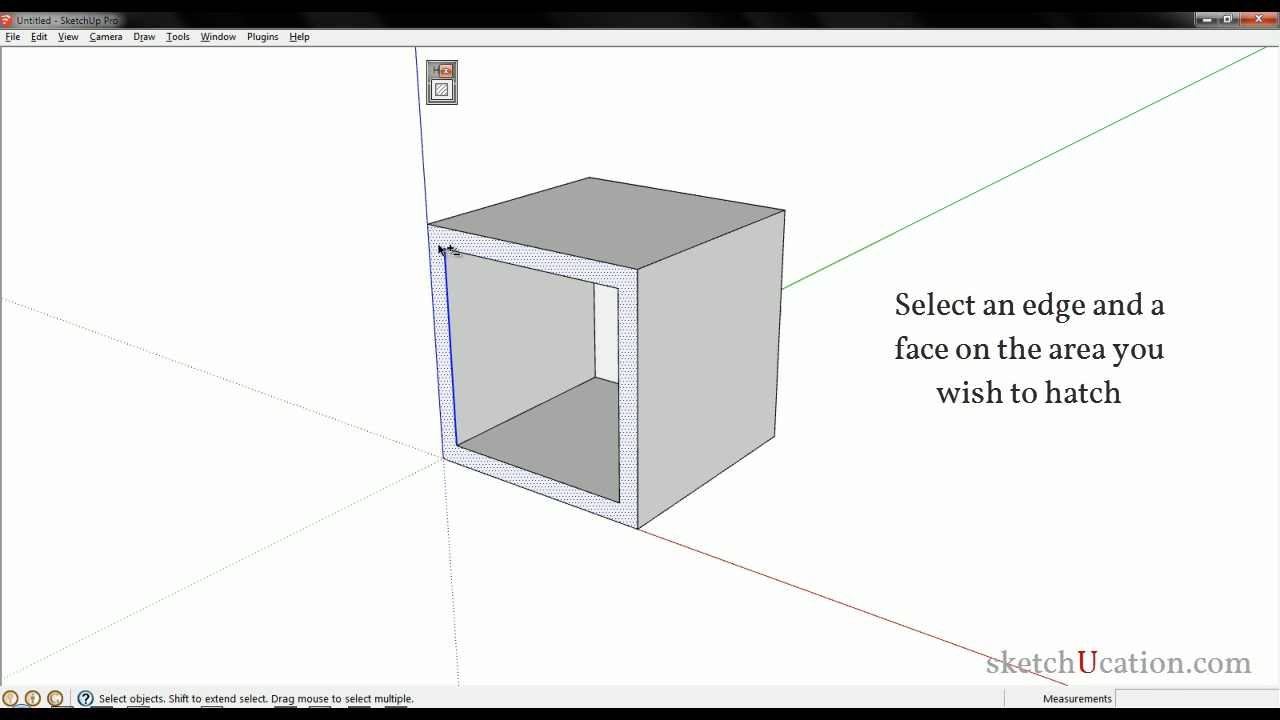 Untitled - SketchUp Pro
File Edit View Camera Draw Tools Window Plugins Help
Select an edge and a
face on the area you
wish to hatch
sketchUcation.com
Select objects. Shift to extend select. Drag mouse to select multiple.
Measurements